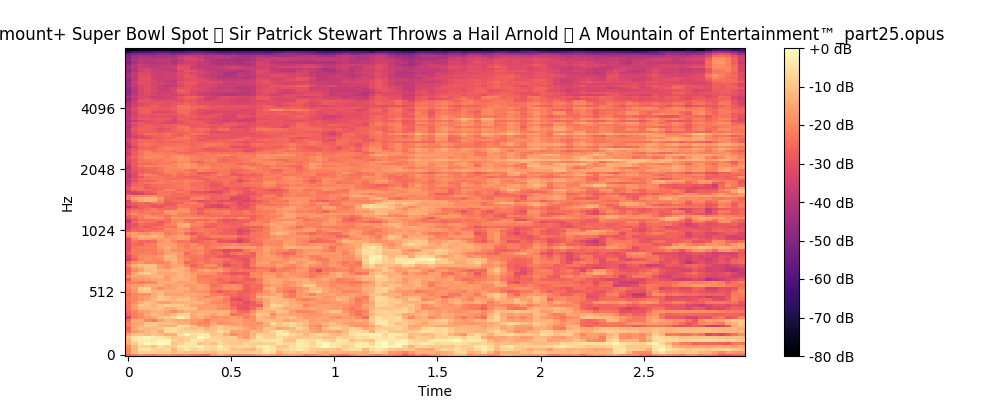 mount+ Super Bowl Spot ▯ Sir Patrick Stewart Throws a Hail Arnold ▯ A Mountain of Entertainment™ part25.opus
+0 dB
-10 dB
-20 dB
-30 dB
-40 dB
-50 dB
-60 dB
-70 dB
-80 dB
4096
2048
1024
512
0
Hz
0
0.5
1
1.5
2
2.5
Time